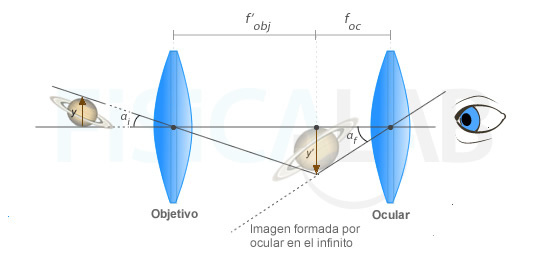 f'obj
foc
FISICALAB
y
αi
y'
αf
Objetivo
Ocular
Imagen formada por
ocular en el infinito